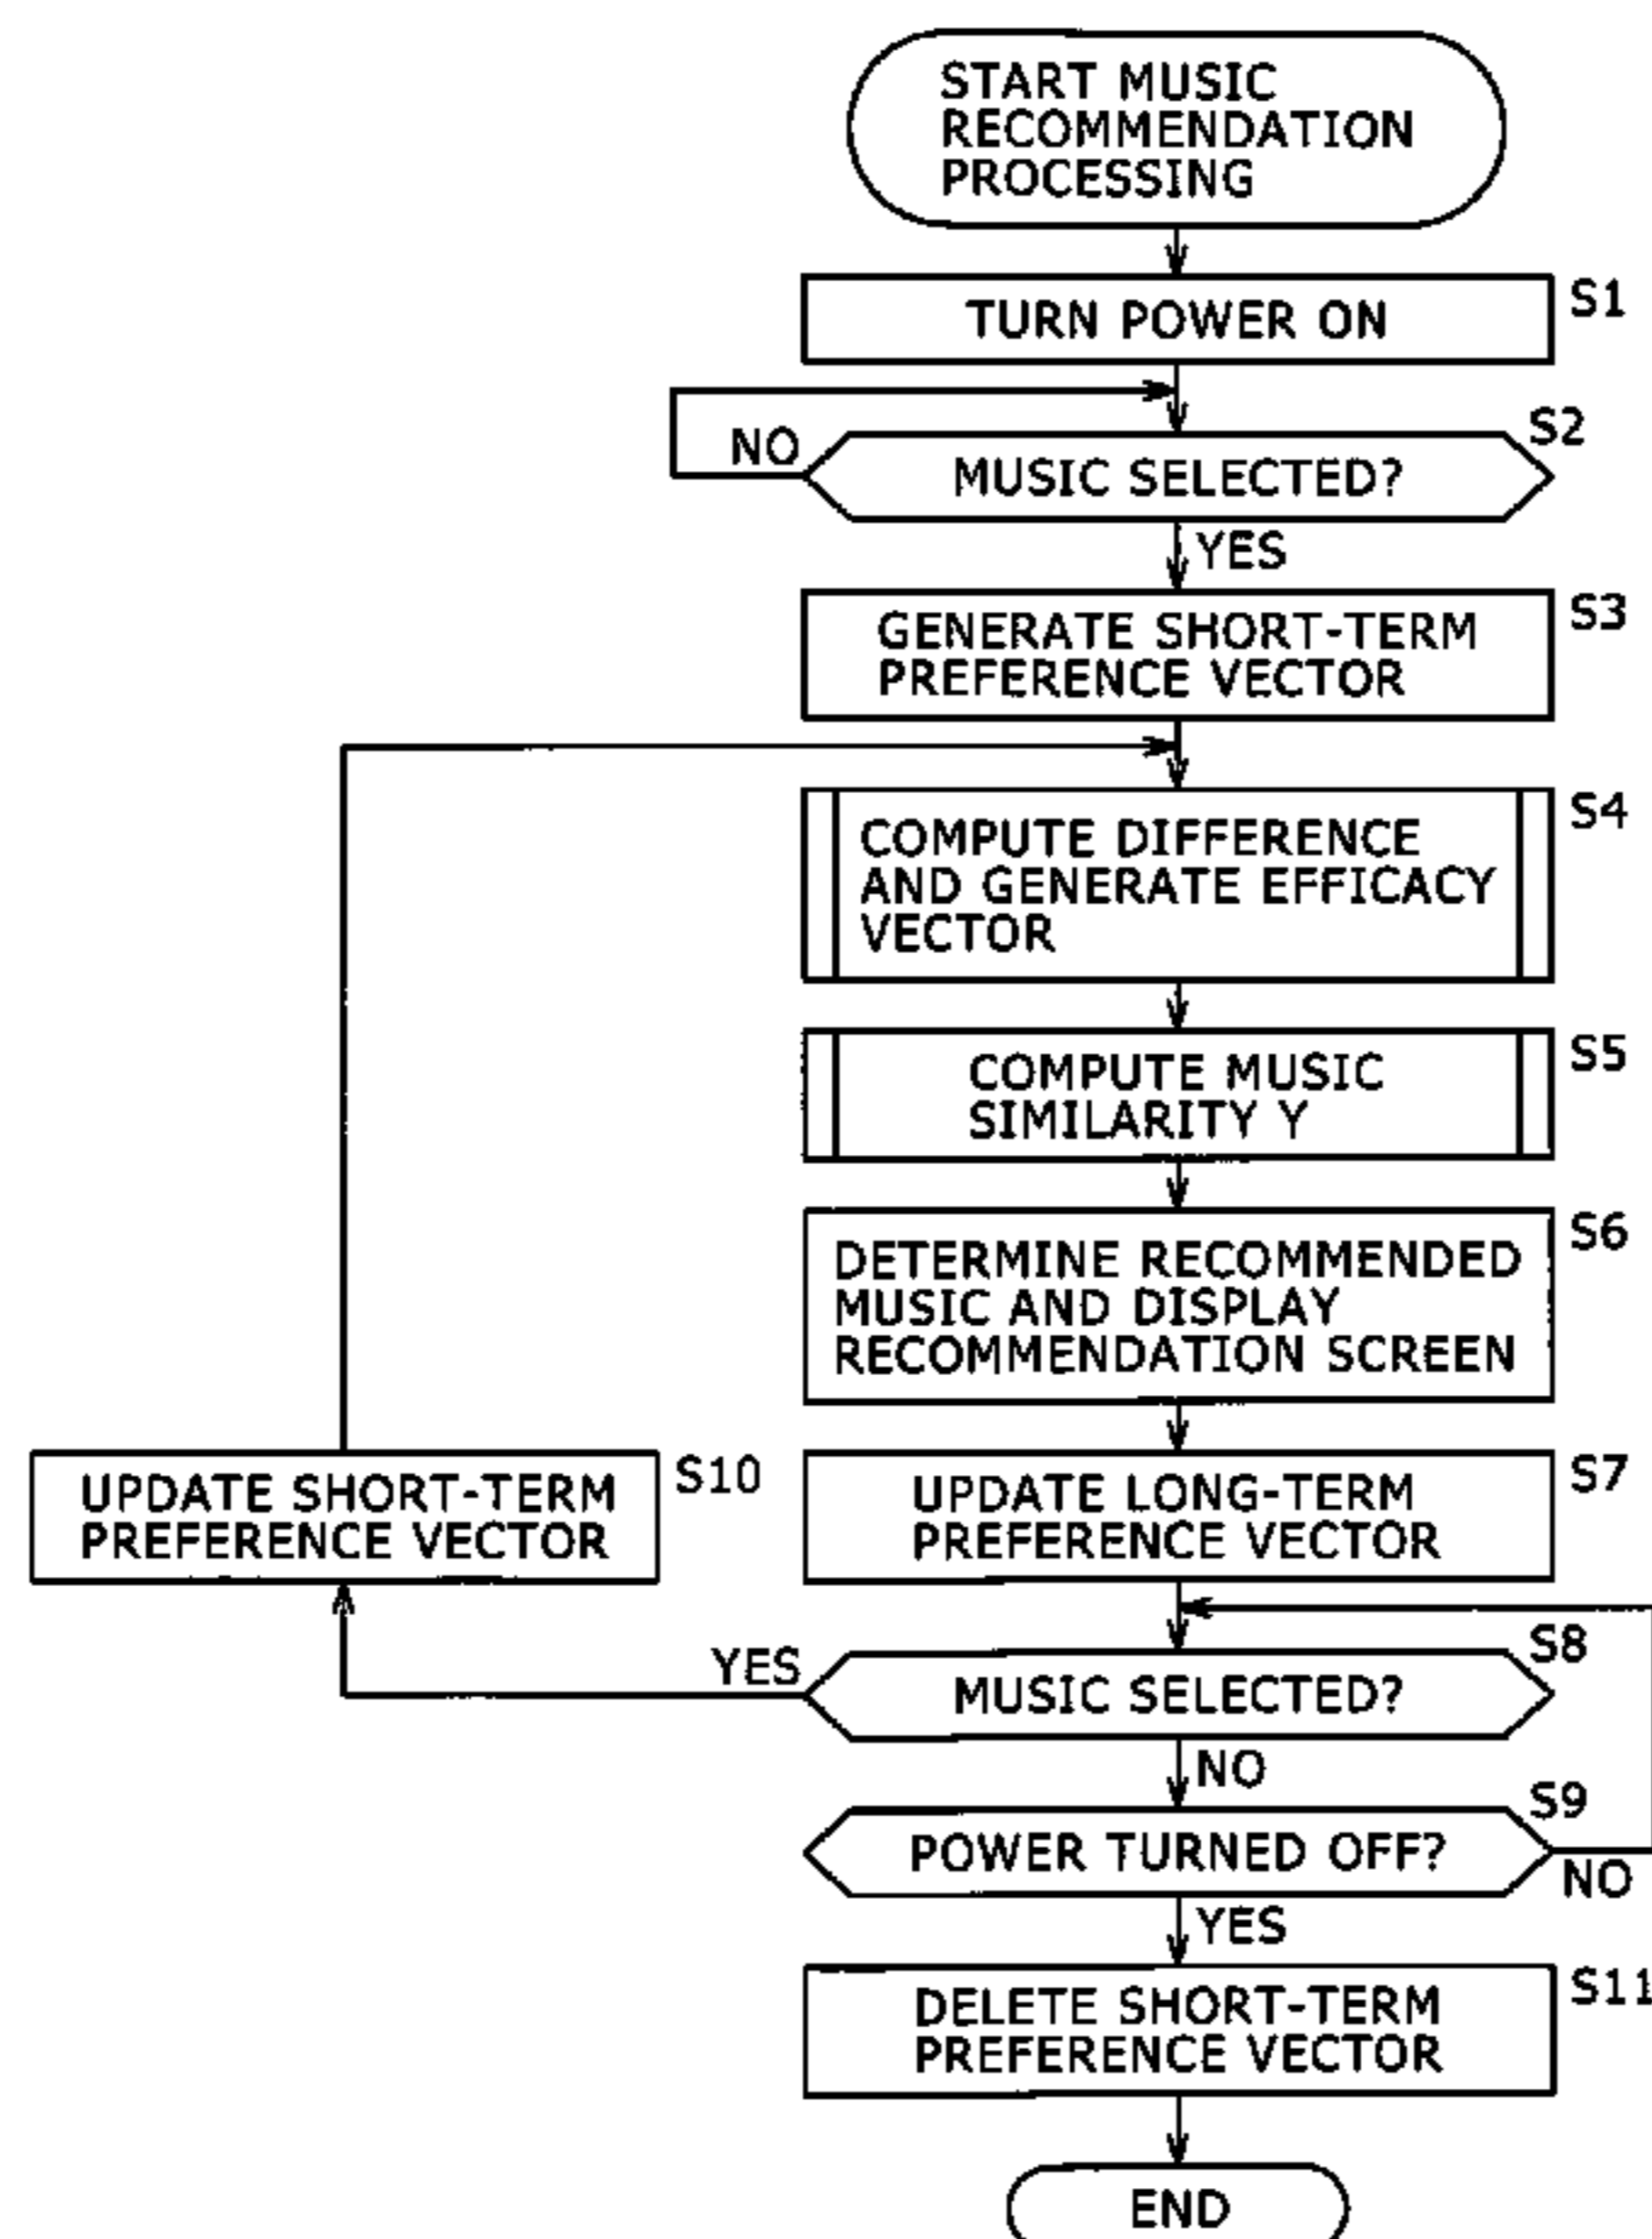 START MUSIC
RECOMMENDATION
PROCESSING
TURN POWER ON
S1
NO
MUSIC SELECTED?
S2
YES
GENERATE SHORT-TERM
PREFERENCE VECTOR
S3
COMPUTE DIFFERENCE
AND GENERATE EFFICACY
VECTOR
S4
COMPUTE MUSIC
SIMILARITY Y
S5
DETERMINE RECOMMENDED
MUSIC AND DISPLAY
RECOMMENDATION SCREEN
S6
UPDATE SHORT-TERM
PREFERENCE VECTOR
S10
UPDATE LONG-TERM
PREFERENCE VECTOR
S7
YES
MUSIC SELECTED?
S8
NO
POWER TURNED OFF?
S9
NO
YES
DELETE SHORT-TERM
PREFERENCE VECTOR
S11
END